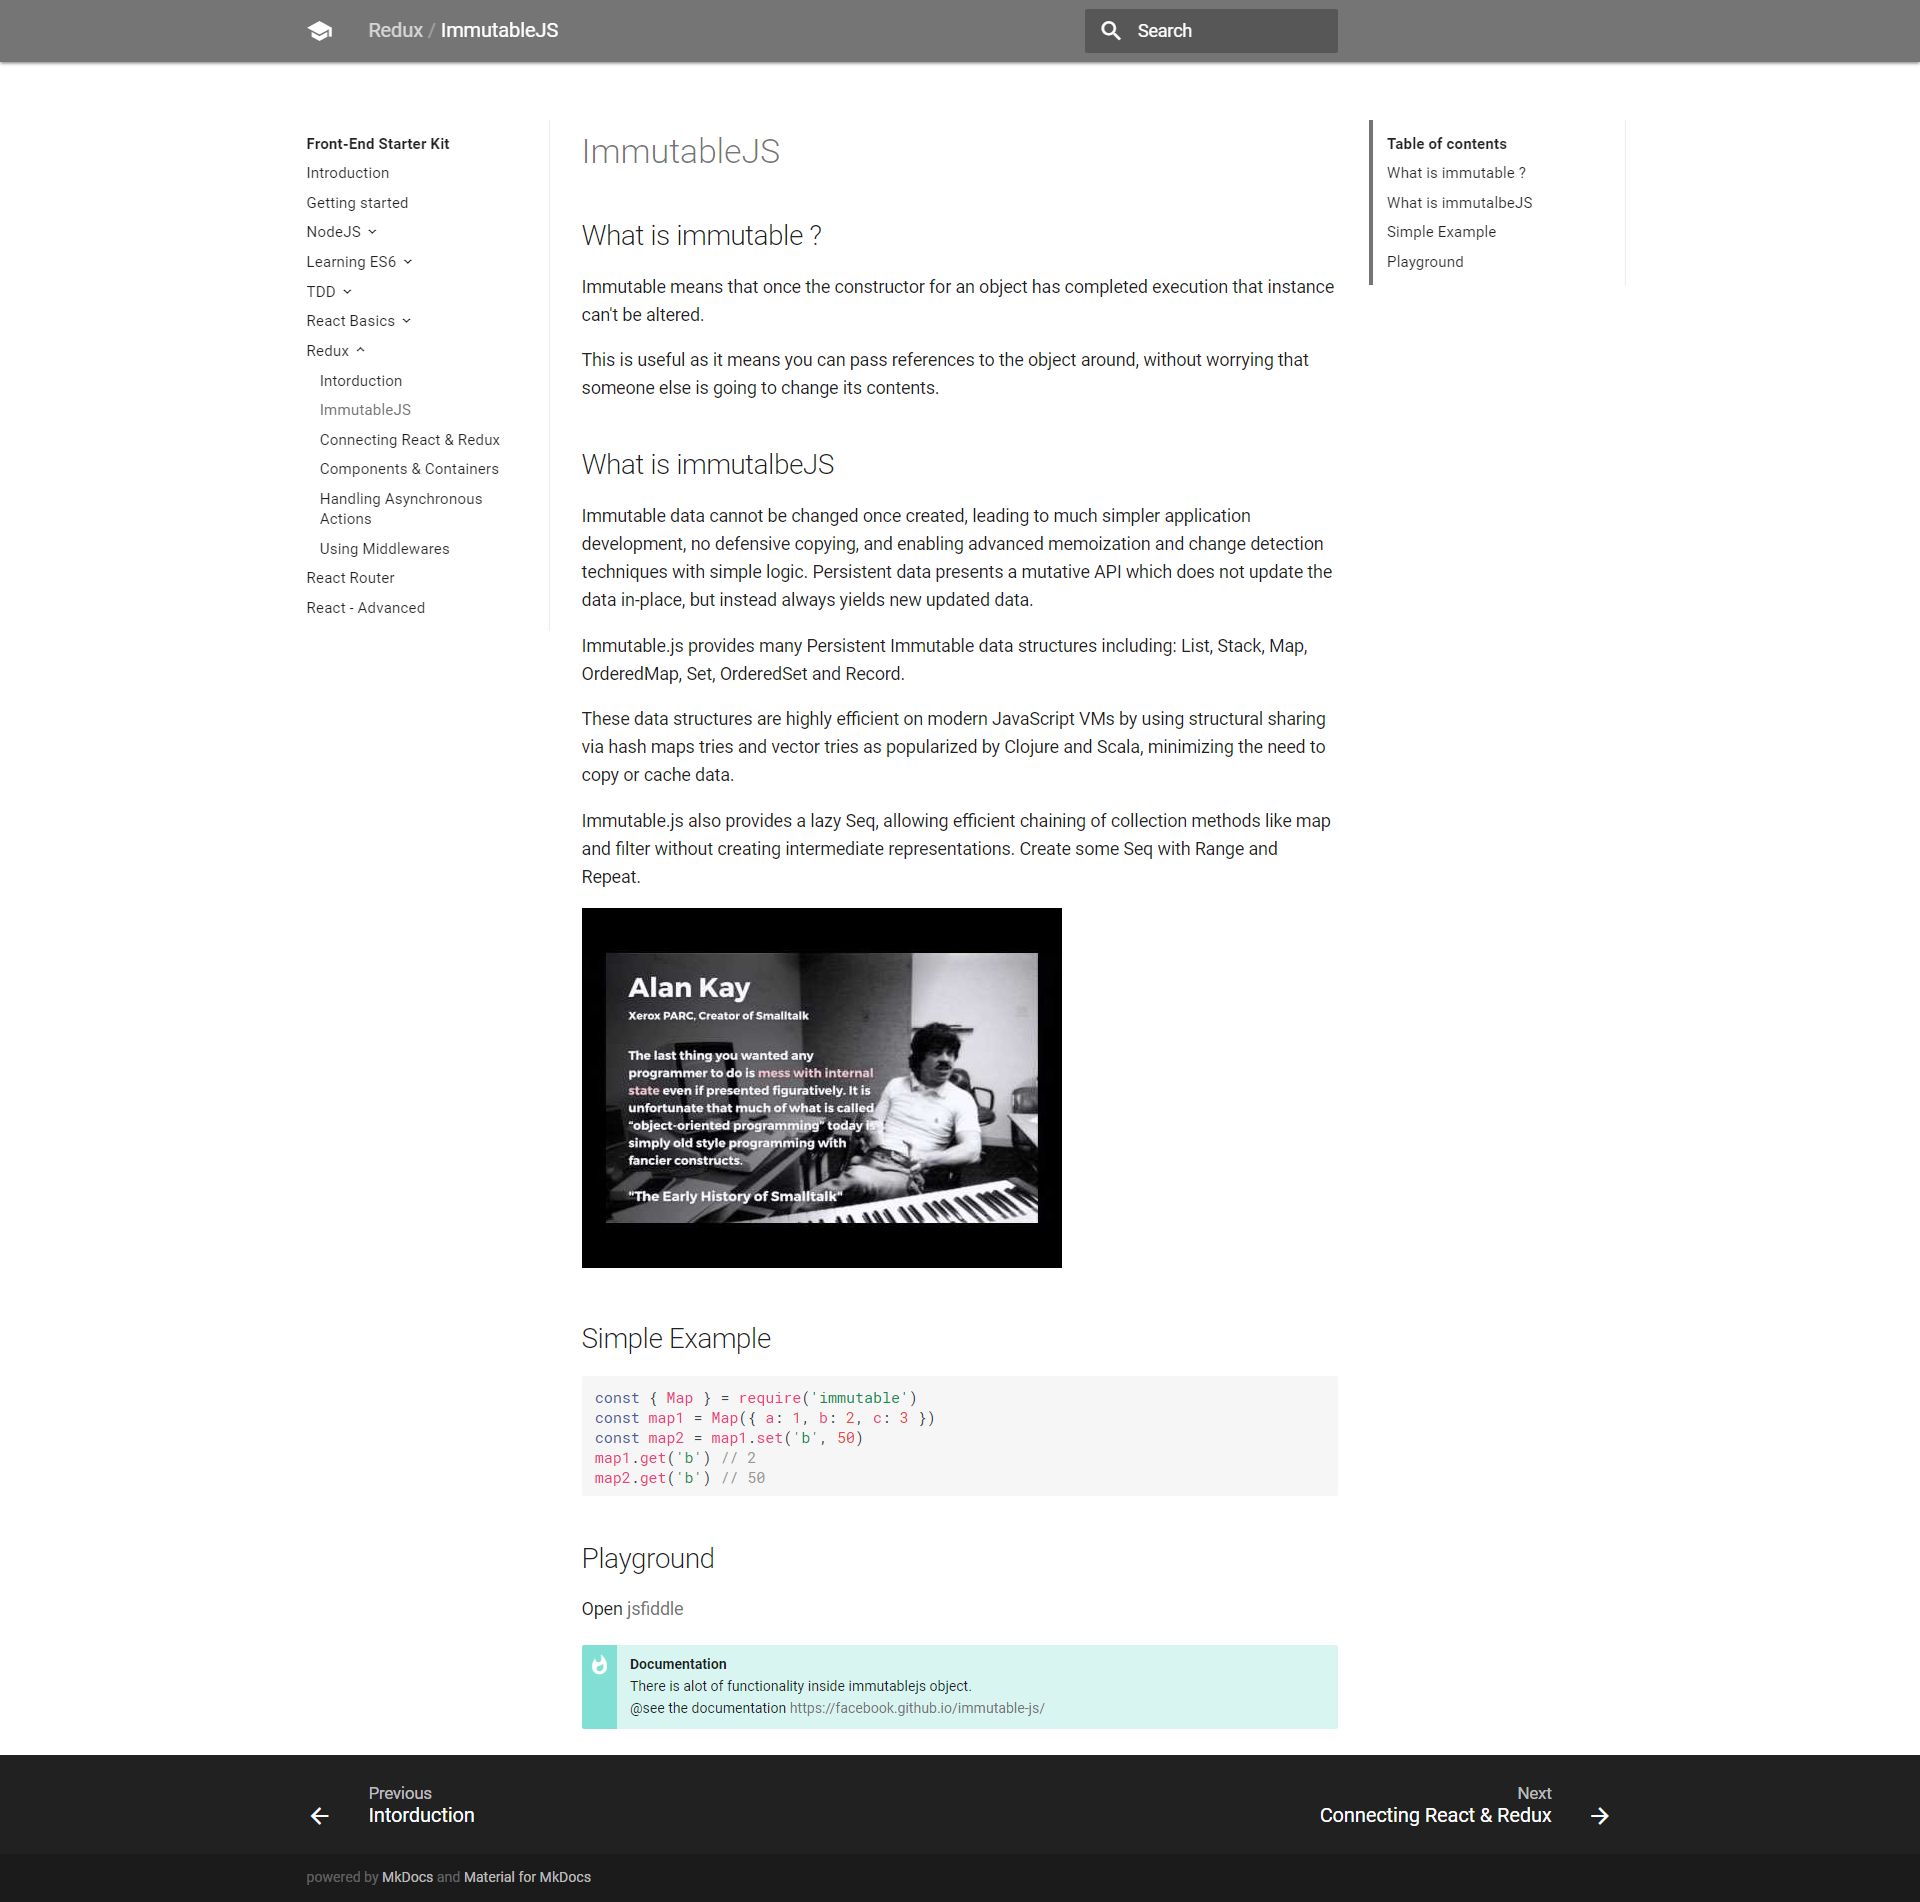 Redux / ImmutableJS
Search
Front-End Starter Kit
Introduction
Getting started
NodeJS
Learning ES6
TDD
React Basics
Redux
Intorduction
ImmutableJS
Connecting React & Redux
Components & Containers
Handling Asynchronous
Actions
Using Middlewares
React Router
React - Advanced
ImmutableJS
What is immutable ?
Immutable means that once the constructor for an object has completed execution that instance
can't be altered.
This is useful as it means you can pass references to the object around, without worrying that
someone else is going to change its contents.
What is immutalbeJS
Immutable data cannot be changed once created, leading to much simpler application
development, no defensive copying, and enabling advanced memoization and change detection
techniques with simple logic. Persistent data presents a mutative API which does not update the
data in-place, but instead always yields new updated data.
Immutable.js provides many Persistent Immutable data structures including: List, Stack, Map,
OrderedMap, Set, OrderedSet and Record.
These data structures are highly efficient on modern JavaScript VMs by using structural sharing
via hash maps tries and vector tries as popularized by Clojure and Scala, minimizing the need to
copy or cache data.
Immutable.js also provides a lazy Seq, allowing efficient chaining of collection methods like map
and filter without creating intermediate representations. Create some Seq with Range and
Repeat.
Alan Kay
Xerox PARC, Creator of Smalltalk
The last thing you wanted any
programmer to do is mess with internal
state even if presented figuratively. It is
unfortunate that much of what is called
"object-oriented programming" today is
simply old style programming with
fancier constructs.
"The Early History of Smalltalk"
Simple Example
const { Map } = require('immutable')
const map1 = Map({ a: 1, b: 2, c: 3 })
const map2 = map1.set('b', 50)
map1.get('b') // 2
map2.get('b') // 50
Playground
Open jsfiddle
Documentation
There is alot of functionality inside immutablejs object.
@see the documentation https://facebook.github.io/immutable-js/
Table of contents
What is immutable ?
What is immutalbeJS
Simple Example
Playground
Previous
Intorduction
Next
Connecting React & Redux
powered by MkDocs and Material for MkDocs